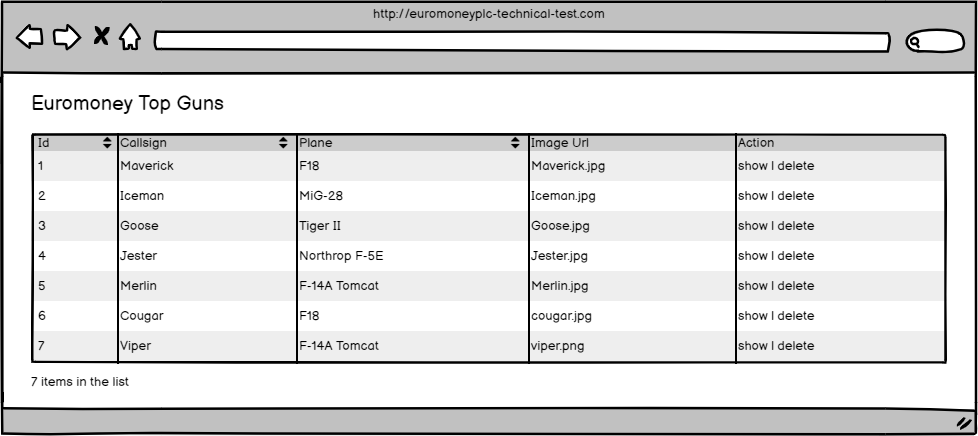 http://euromoneyplc-technical-test.com
Euromoney Top Guns
Id Callsign Plane Image Url Action
1 Maverick F18 Maverick.jpg show | delete
2 Iceman MiG-28 Iceman.jpg show | delete
3 Goose Tiger II Goose.jpg show | delete
4 Jester Northrop F-5E Jester.jpg show | delete
5 Merlin F-14A Tomcat Merlin.jpg show | delete
6 Cougar F18 cougar.jpg show | delete
7 Viper F-14A Tomcat viper.png show | delete
7 items in the list